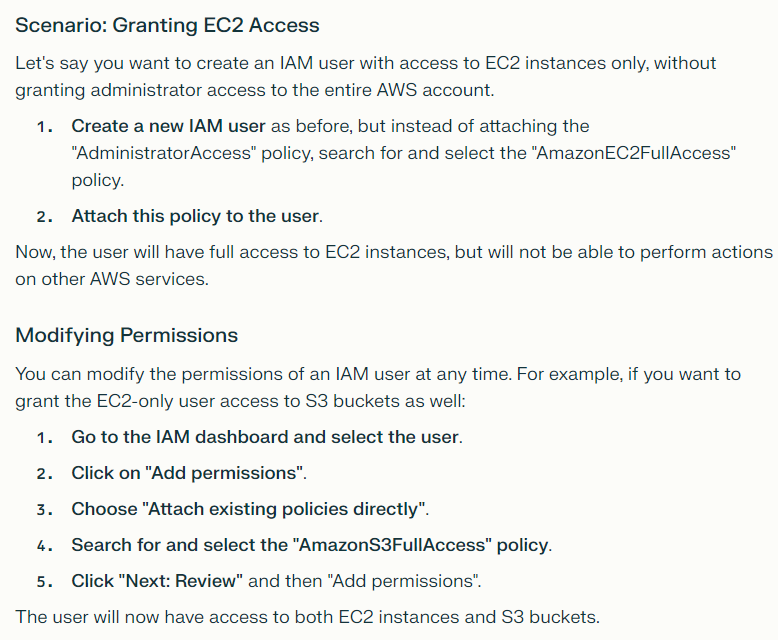 Scenario: Granting EC2 Access
Let's say you want to create an IAM user with access to EC2 instances only, without
granting administrator access to the entire AWS account.
1. Create a new IAM user as before, but instead of attaching the
"AdministratorAccess" policy, search for and select the "AmazonEC2FullAccess"
policy.
2. Attach this policy to the user.
Now, the user will have full access to EC2 instances, but will not be able to perform actions
on other AWS services.
Modifying Permissions
You can modify the permissions of an IAM user at any time. For example, if you want to
grant the EC2-only user access to S3 buckets as well:
1. Go to the IAM dashboard and select the user.
2. Click on "Add permissions".
3. Choose "Attach existing policies directly".
4. Search for and select the "AmazonS3FullAccess" policy.
5. Click "Next: Review" and then "Add permissions".
The user will now have access to both EC2 instances and S3 buckets.